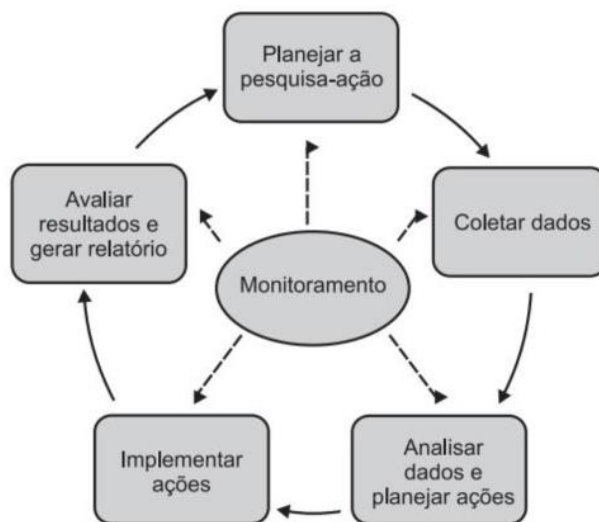 Planejar a
pesquisa-ação
Coletar dados
Analisar
dados e
planejar ações
Implementar
ações
Avaliar
resultados e
gerar relatório
Monitoramento